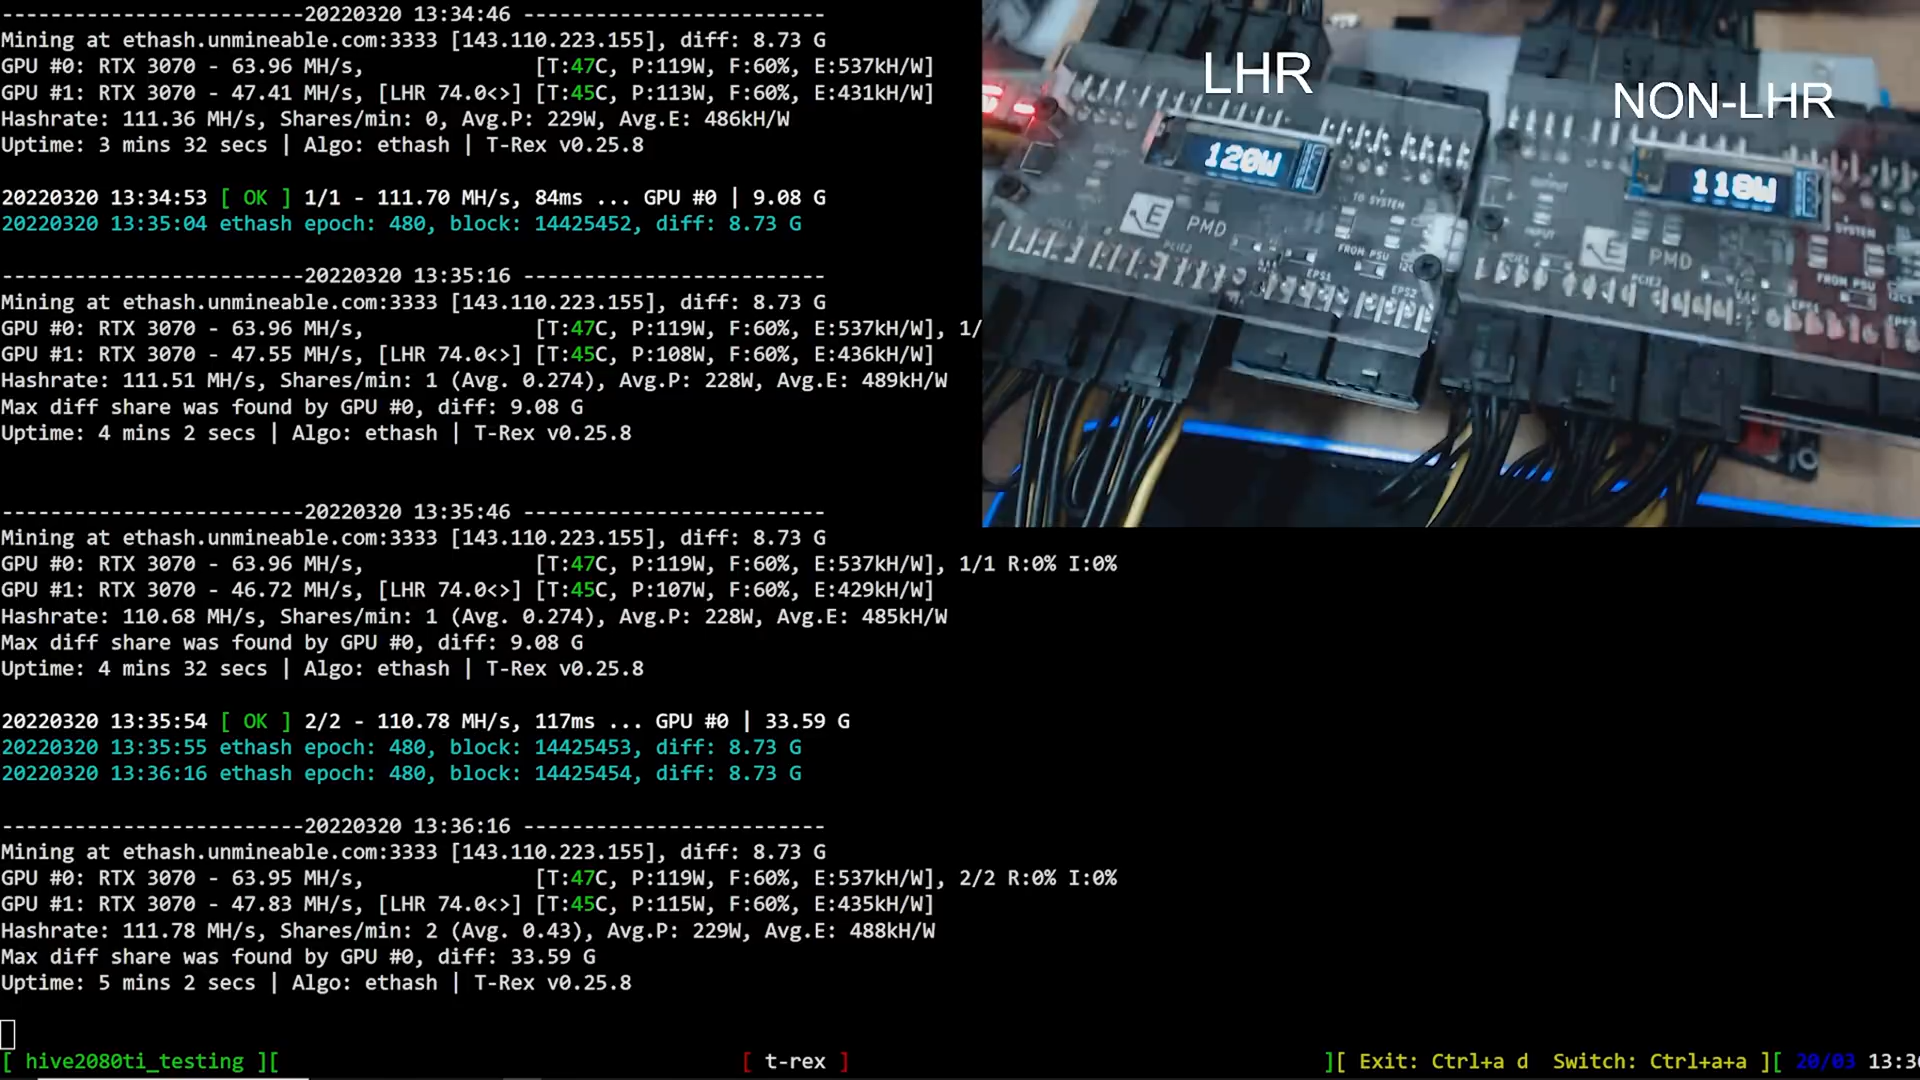 -------------------------20220320 13:34:46 -------------------------
Mining at ethash.unmineable.com:3333 [143.110.223.155], diff: 8.73 G
GPU #0: RTX 3070 - 63.96 MH/s, [T:47C, P:119W, F:60%, E:537kH/W]
GPU #1: RTX 3070 - 47.41 MH/s, [LHR 74.0<>] [T:45C, P:113W, F:60%, E:431kH/W]
Hashrate: 111.36 MH/s, Shares/min: 0, Avg.P: 229W, Avg.E: 486kH/W
Uptime: 3 mins 32 secs | Algo: ethash | T-Rex v0.25.8
20220320 13:34:53 [ OK ] 1/1 - 111.70 MH/s, 84ms ... GPU #0 | 9.08 G
20220320 13:35:04 ethash epoch: 480, block: 14425452, diff: 8.73 G
-------------------------20220320 13:35:16 -------------------------
Mining at ethash.unmineable.com:3333 [143.110.223.155], diff: 8.73 G
GPU #0: RTX 3070 - 63.96 MH/s, [T:47C, P:119W, F:60%, E:537kH/W], 1/
GPU #1: RTX 3070 - 47.55 MH/s, [LHR 74.0<>] [T:45C, P:108W, F:60%, E:436kH/W]
Hashrate: 111.51 MH/s, Shares/min: 1 (Avg. 0.274), Avg.P: 228W, Avg.E: 489kH/W
Max diff share was found by GPU #0, diff: 9.08 G
Uptime: 4 mins 2 secs | Algo: ethash | T-Rex v0.25.8
-------------------------20220320 13:35:46 -------------------------
Mining at ethash.unmineable.com:3333 [143.110.223.155], diff: 8.73 G
GPU #0: RTX 3070 - 63.96 MH/s, [T:47C, P:119W, F:60%, E:537kH/W], 1/1 R:0% I:0%
GPU #1: RTX 3070 - 46.72 MH/s, [LHR 74.0<>] [T:45C, P:107W, F:60%, E:429kH/W]
Hashrate: 110.68 MH/s, Shares/min: 1 (Avg. 0.274), Avg.P: 228W, Avg.E: 485kH/W
Max diff share was found by GPU #0, diff: 9.08 G
Uptime: 4 mins 32 secs | Algo: ethash | T-Rex v0.25.8
20220320 13:35:54 [ OK ] 2/2 - 110.78 MH/s, 117ms ... GPU #0 | 33.59 G
20220320 13:35:55 ethash epoch: 480, block: 14425453, diff: 8.73 G
20220320 13:36:16 ethash epoch: 480, block: 14425454, diff: 8.73 G
-------------------------20220320 13:36:16 -------------------------
Mining at ethash.unmineable.com:3333 [143.110.223.155], diff: 8.73 G
GPU #0: RTX 3070 - 63.95 MH/s, [T:47C, P:119W, F:60%, E:537kH/W], 2/2 R:0% I:0%
GPU #1: RTX 3070 - 47.83 MH/s, [LHR 74.0<>] [T:45C, P:115W, F:60%, E:435kH/W]
Hashrate: 111.78 MH/s, Shares/min: 2 (Avg. 0.43), Avg.P: 229W, Avg.E: 488kH/W
Max diff share was found by GPU #0, diff: 33.59 G
Uptime: 5 mins 2 secs | Algo: ethash | T-Rex v0.25.8
[ hive2080ti_testing ][ [ t-rex ] ][ Exit: Ctrl+a d Switch: Ctrl+a+a ][ 20/03 13:3
LHR
120W
TO SYSTEM
PMD
FROM PSU
PCIE2
EPS1
EPS2
NON-LHR
118W
SYSTEM
INPUT
PMD
FROM PSU
PCIE1
PCIE2
EPS1